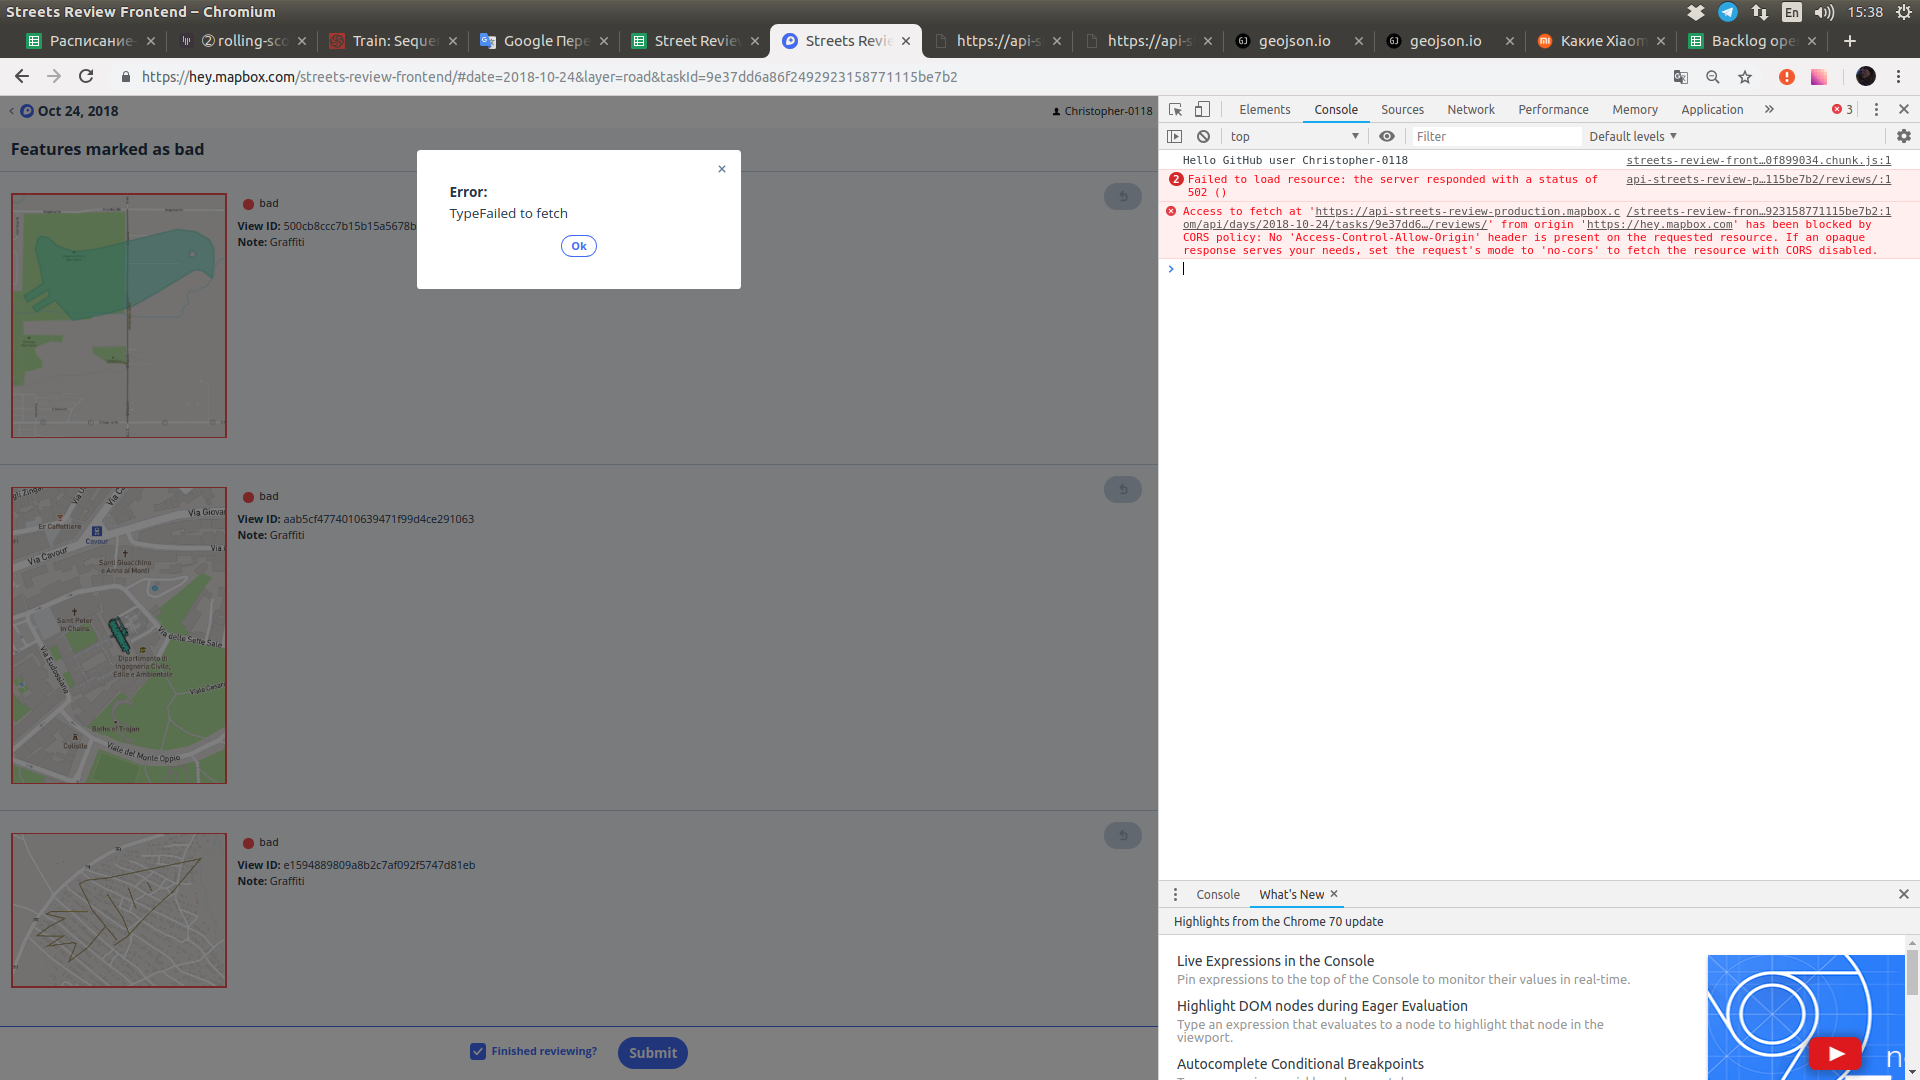 Streets Review Frontend – Chromium
En
15:38
Расписание-
② rolling-sco
Train: Seque
Google Пере
Street Revie
Streets Revie
https://api-s
https://api-s
geojson.io
geojson.io
Какие Xiaom
Backlog ope
https://hey.mapbox.com/streets-review-frontend/#date=2018-10-24&layer=road&taskId=9e37dd6a86f2492923158771115be7b2
Oct 24, 2018
Christopher-0118
Features marked as bad
bad
View ID: 500cb8ccc7b15b15a5678b
Note: Graffiti
Error:
TypeFailed to fetch
Ok
bad
View ID: aab5cf4774010639471f99d4ce291063
Note: Graffiti
Via Giovan
Er Caffettiere
Cavour
Via Cavour
Santi Gioacchino
e Anna ai Monti
Saint Peter
in Chains
Via delle Sette Sale
Dipartimento di
Ingegneria Civile,
Edile e Ambientale
Via Eudossiana
Baths of Trajan
Viale del Monte Oppio
bad
View ID: e1594889809a8b2c7af092f5747d81eb
Note: Graffiti
Finished reviewing?
Submit
Elements
Console
Sources
Network
Performance
Memory
Application
3
top
Filter
Default levels
Hello GitHub user Christopher-0118
streets-review-front…0f899034.chunk.js:1
2
Failed to load resource: the server responded with a status of
api-streets-review-p…115be7b2/reviews/:1
502 ()
Access to fetch at 'https://api-streets-review-production.mapbox.c
/streets-review-fron…923158771115be7b2:1
om/api/days/2018-10-24/tasks/9e37dd6…/reviews/' from origin 'https://hey.mapbox.com' has been blocked by
CORS policy: No 'Access-Control-Allow-Origin' header is present on the requested resource. If an opaque
response serves your needs, set the request's mode to 'no-cors' to fetch the resource with CORS disabled.
Console
What's New
Highlights from the Chrome 70 update
Live Expressions in the Console
Pin expressions to the top of the Console to monitor their values in real-time.
Highlight DOM nodes during Eager Evaluation
Type an expression that evaluates to a node to highlight that node in the
viewport.
Autocomplete Conditional Breakpoints